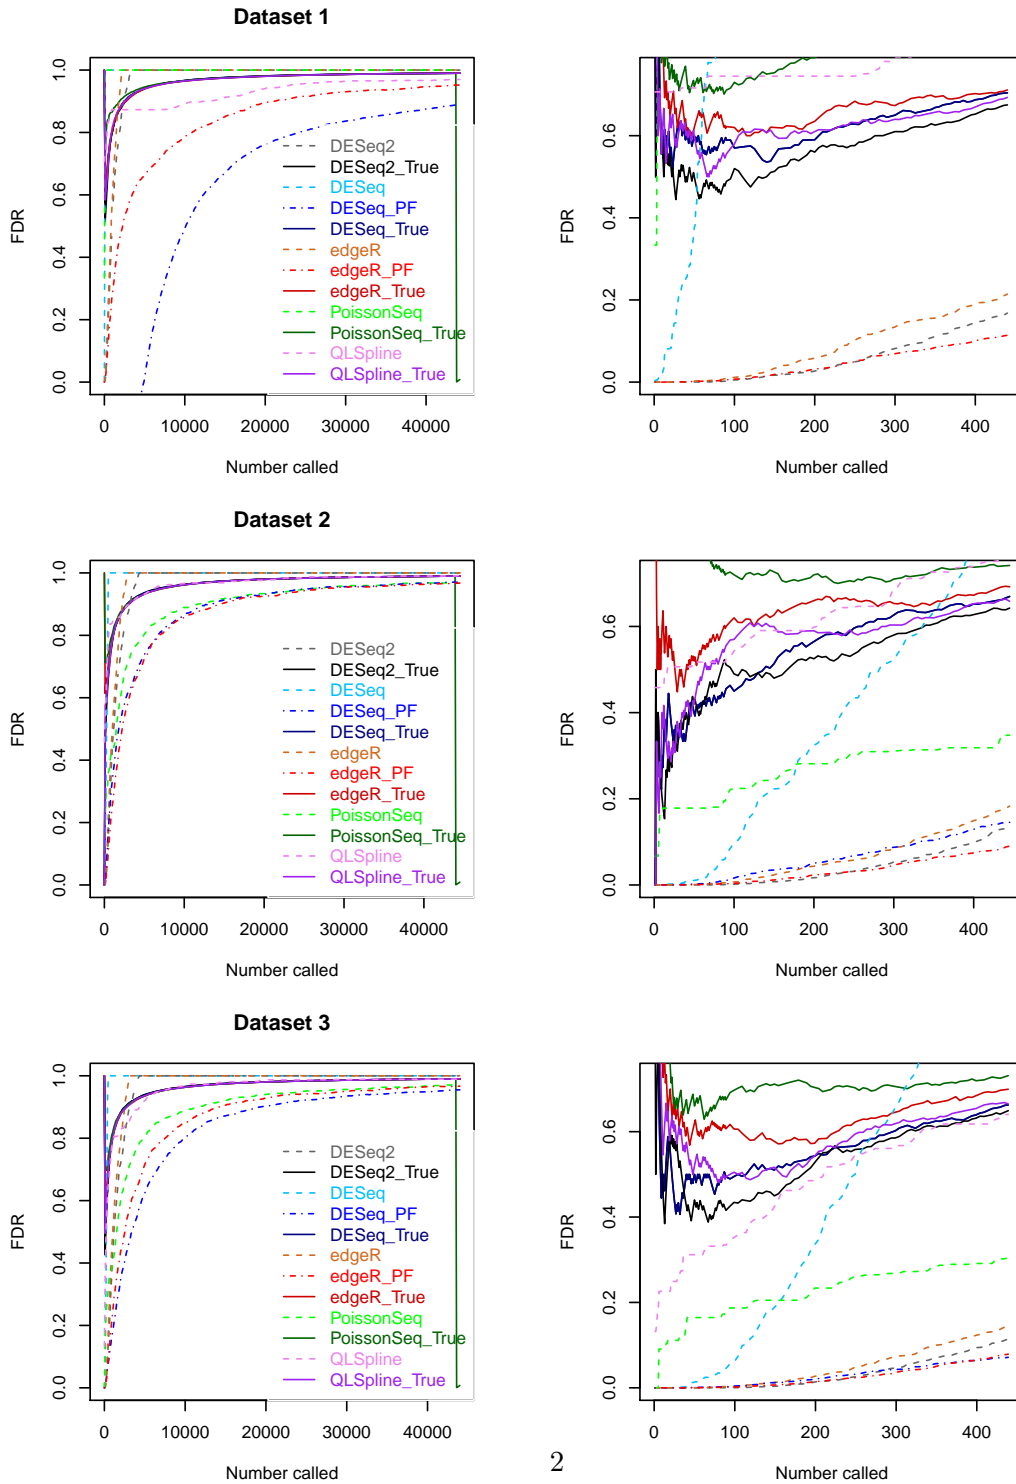 Dataset 1
FDR
1.0
0.8
0.6
0.4
0.2
0.0
DESeq2
DESeq2_True
DESeq
DESeq_PF
DESeq_True
edgeR
edgeR_PF
edgeR_True
PoissonSeq
PoissonSeq_True
QLSpline
QLSpline_True
0 10000 20000 30000 40000
Number called
FDR
0.6
0.4
0.2
0.0
0 100 200 300 400
Number called
Dataset 2
FDR
1.0
0.8
0.6
0.4
0.2
0.0
DESeq2
DESeq2_True
DESeq
DESeq_PF
DESeq_True
edgeR
edgeR_PF
edgeR_True
PoissonSeq
PoissonSeq_True
QLSpline
QLSpline_True
0 10000 20000 30000 40000
Number called
FDR
0.6
0.4
0.2
0.0
0 100 200 300 400
Number called
Dataset 3
FDR
1.0
0.8
0.6
0.4
0.2
0.0
DESeq2
DESeq2_True
DESeq
DESeq_PF
DESeq_True
edgeR
edgeR_PF
edgeR_True
PoissonSeq
PoissonSeq_True
QLSpline
QLSpline_True
0 10000 20000 30000 40000
Number called
FDR
0.6
0.4
0.2
0.0
0 100 200 300 400
Number called
2